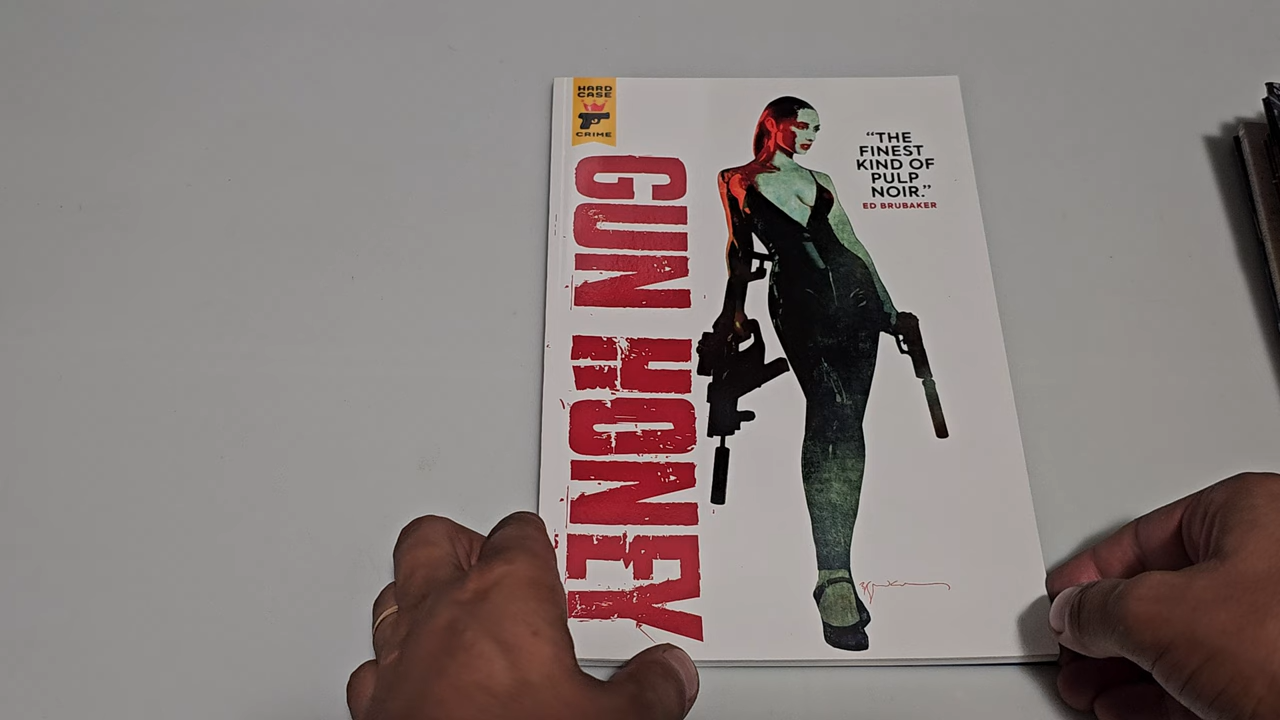 HARD
CASE
CRIME
GUN HONEY
“THE
FINEST
KIND OF
PULP
NOIR.”
ED BRUBAKER